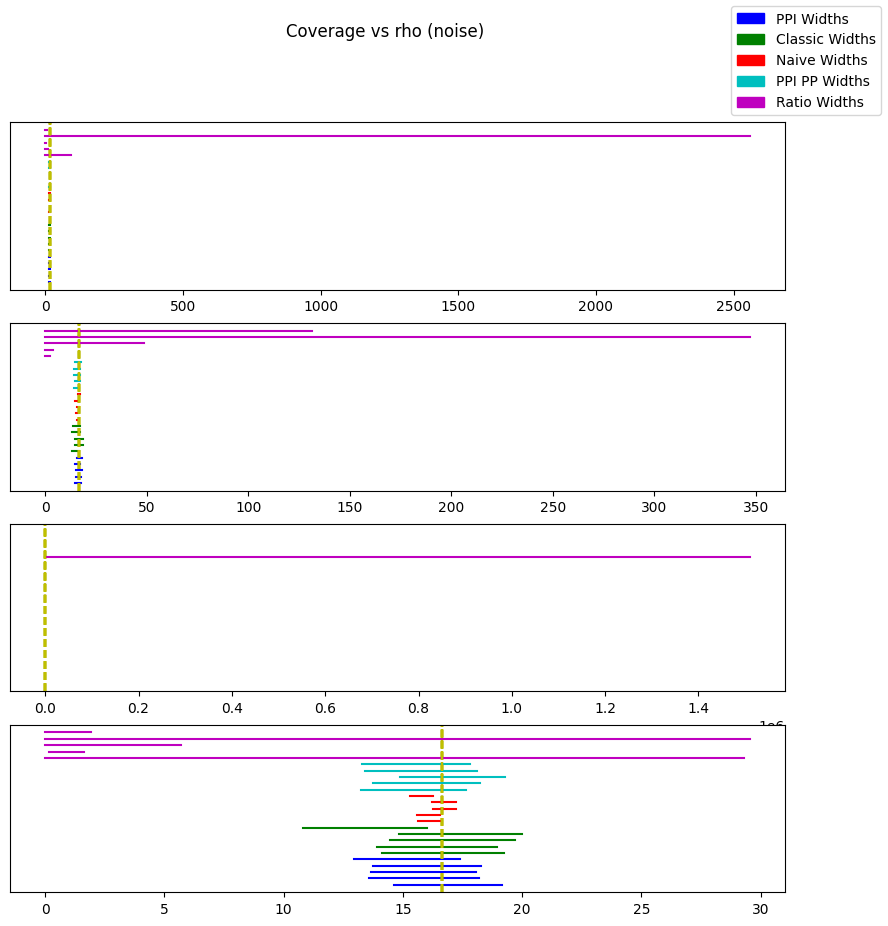 Coverage vs rho (noise)
PPI Widths
Classic Widths
Naive Widths
PPI PP Widths
Ratio Widths
0 500 1000 1500 2000 2500
0 50 100 150 200 250 300 350
0.0 0.2 0.4 0.6 0.8 1.0 1.2 1.4
1e6
0 5 10 15 20 25 30